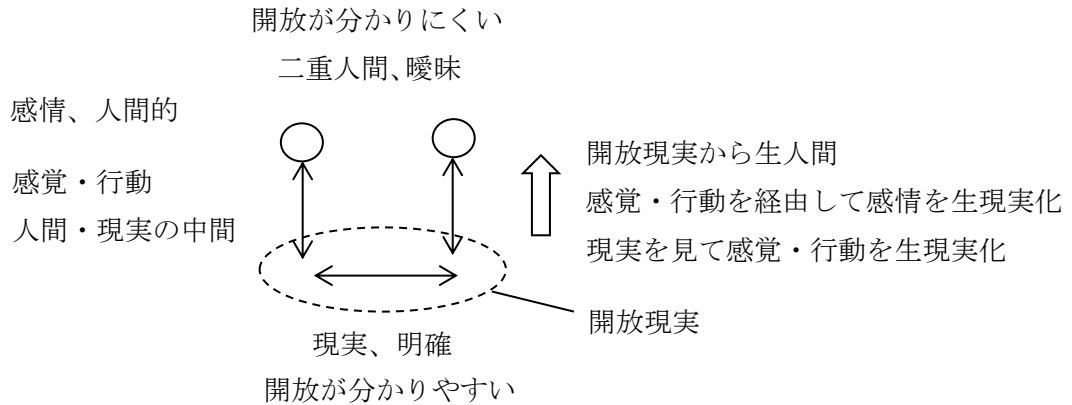 開放が分かりにくい
二重人間、曖昧
感情、人間的
感覚・行動
人間・現実の中間
開放現実から生人間
感覚・行動を経由して感情を生現実化
現実を見て感覚・行動を生現実化
開放現実
現実、明確
開放が分かりやすい